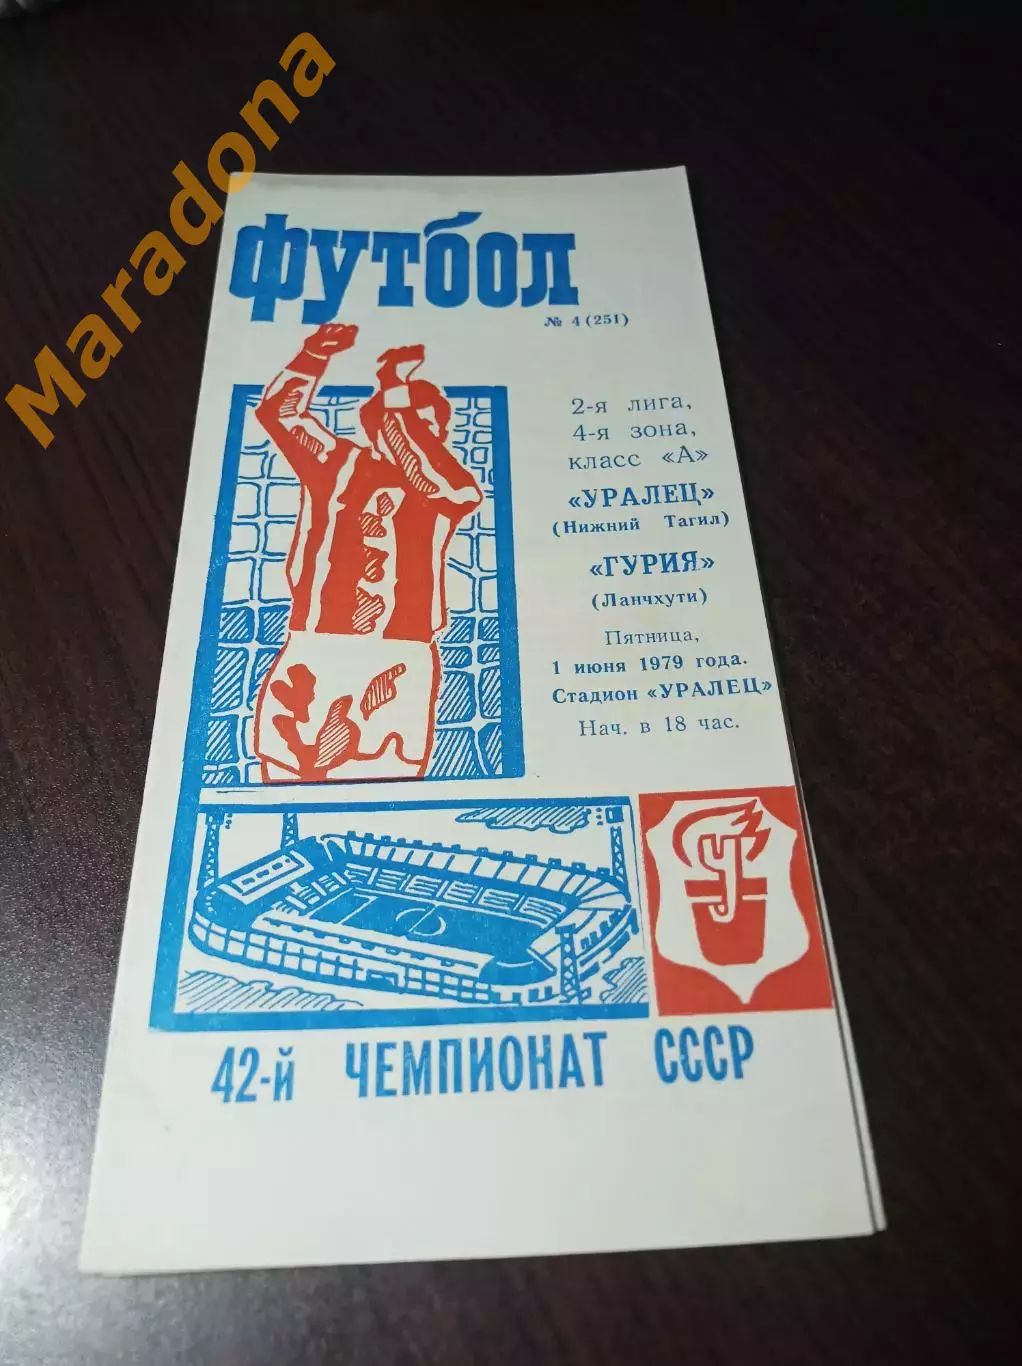 Maradona
футбол
№ 4 (251)
2-я лига,
4-я зона,
класс «А»
«УРАЛЕЦ»
(Нижний Тагил)
«ГУРИЯ»
(Ланчхути)
Пятница,
1 июня 1979 года.
Стадион «УРАЛЕЦ»
Нач. в 18 час.
У
42-й ЧЕМПИОНАТ СССР